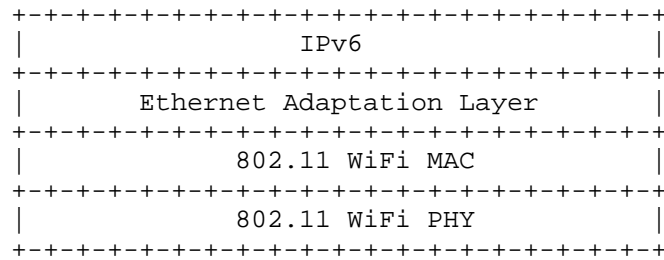 +-+-+-+-+-+-+-+-+-+-+-+-+-+-+-+-+-+-+-+-+-+
|                   IPv6                  |
+-+-+-+-+-+-+-+-+-+-+-+-+-+-+-+-+-+-+-+-+-+
|        Ethernet Adaptation Layer        |
+-+-+-+-+-+-+-+-+-+-+-+-+-+-+-+-+-+-+-+-+-+
|              802.11 WiFi MAC            |
+-+-+-+-+-+-+-+-+-+-+-+-+-+-+-+-+-+-+-+-+-+
|              802.11 WiFi PHY            |
+-+-+-+-+-+-+-+-+-+-+-+-+-+-+-+-+-+-+-+-+-+